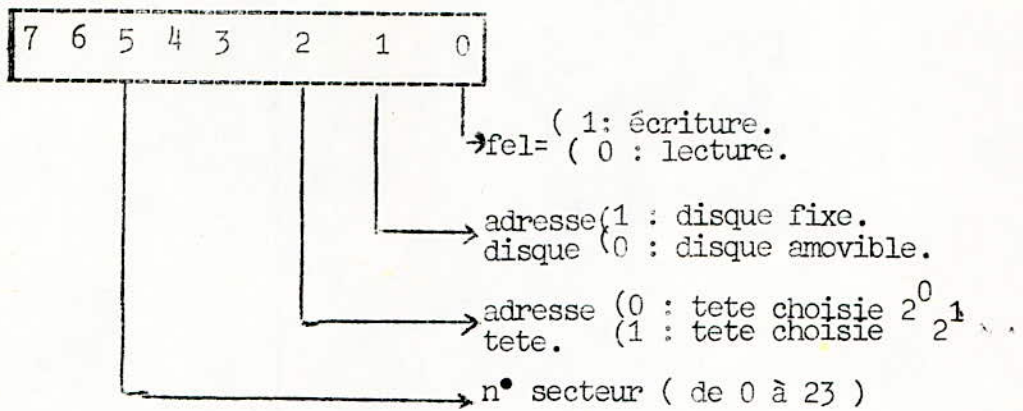 7 6 5 4 3 2 1 0
fel= ( 1: écriture.
( 0 : lecture.
adresse(1 : disque fixe.
disque (0 : disque amovible.
adresse (0 : tete choisie 2^0
tete. (1 : tete choisie 2^1
n° secteur ( de 0 à 23 )